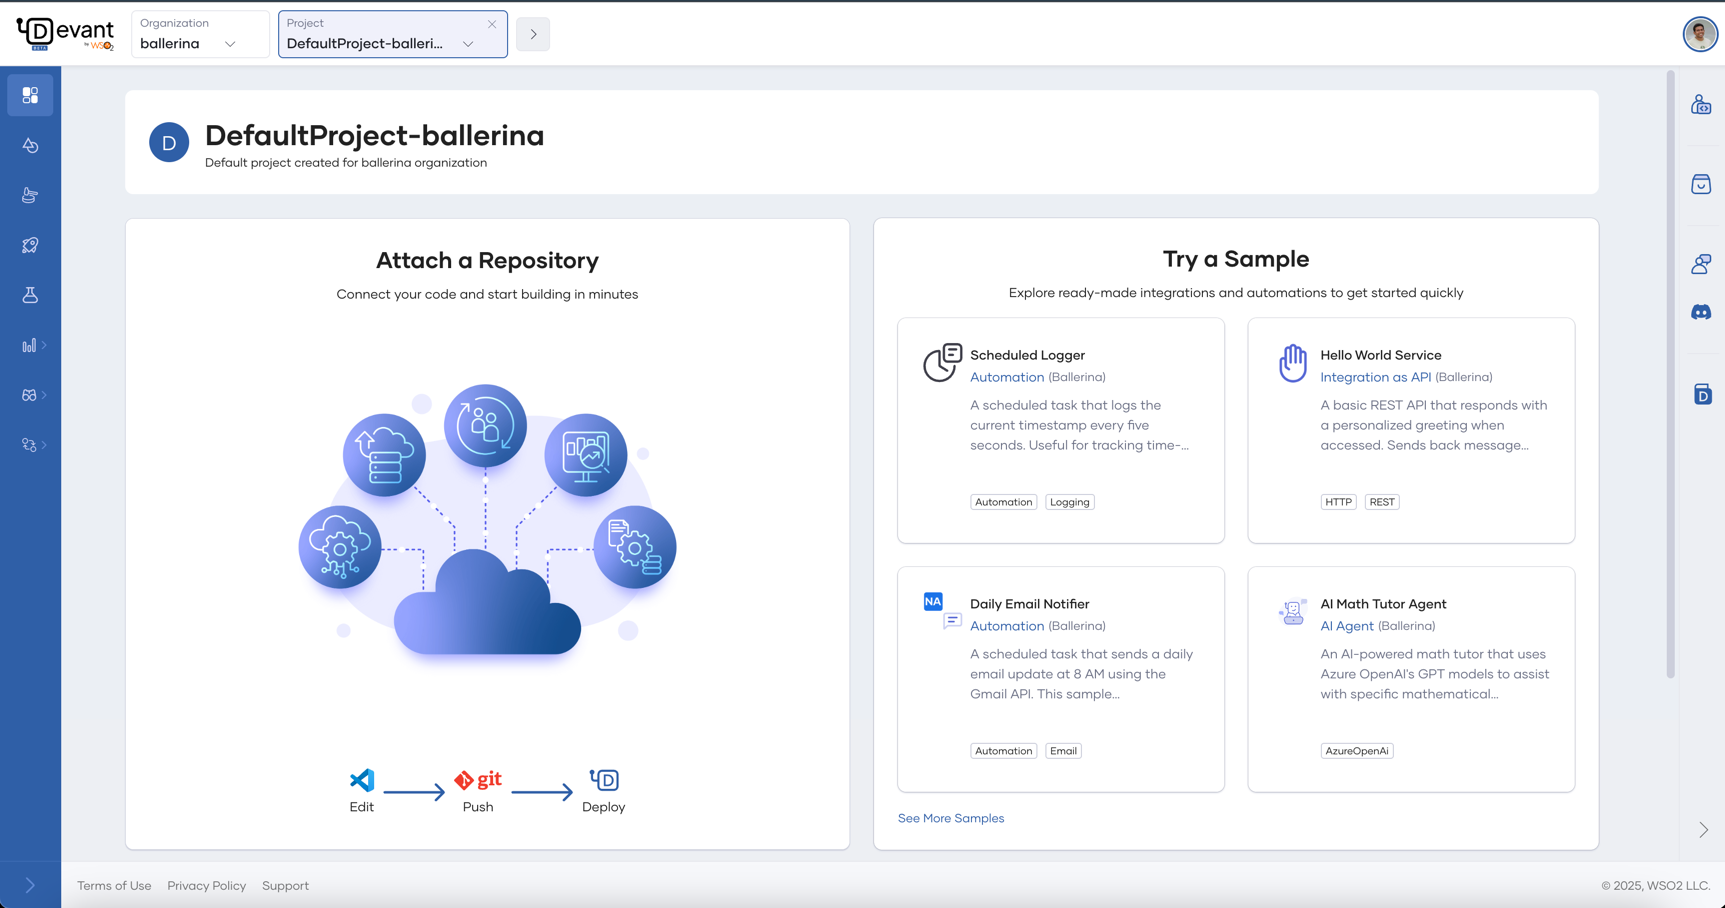 Devant
BETA
by WSO2
Organization
ballerina
Project
DefaultProject-balleri...
D
DefaultProject-ballerina
Default project created for ballerina organization
Attach a Repository
Connect your code and start building in minutes
git
D
Edit
Push
Deploy
Try a Sample
Explore ready-made integrations and automations to get started quickly
Scheduled Logger
Automation (Ballerina)
A scheduled task that logs the
current timestamp every five
seconds. Useful for tracking time-...
Automation
Logging
Hello World Service
Integration as API (Ballerina)
A basic REST API that responds with
a personalized greeting when
accessed. Sends back message...
HTTP
REST
NA
Daily Email Notifier
Automation (Ballerina)
A scheduled task that sends a daily
email update at 8 AM using the
Gmail API. This sample...
Automation
Email
AI Math Tutor Agent
AI Agent (Ballerina)
An AI-powered math tutor that uses
Azure OpenAI's GPT models to assist
with specific mathematical...
AzureOpenAi
See More Samples
D
Terms of Use
Privacy Policy
Support
© 2025, WSO2 LLC.